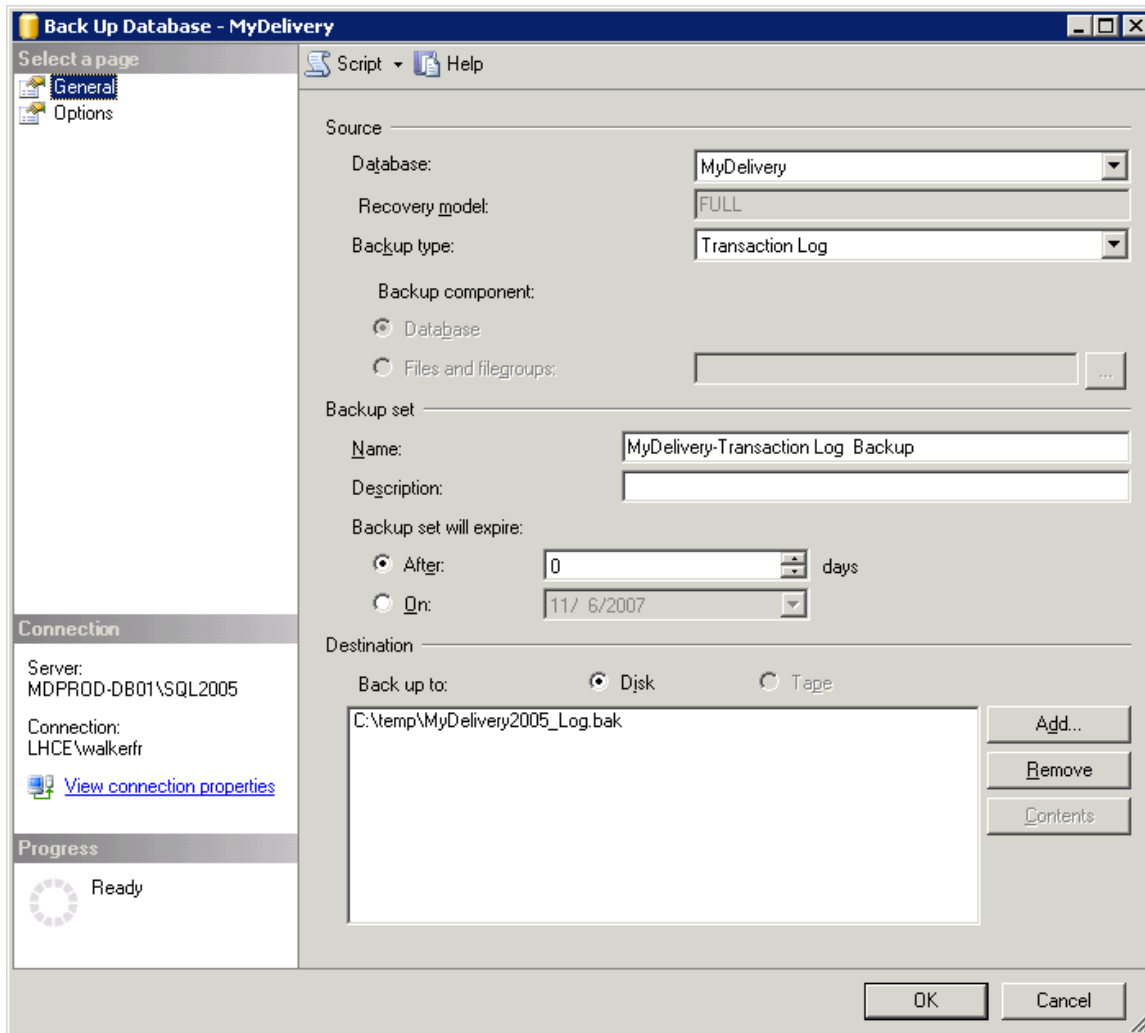 Back Up Database - MyDelivery
Select a page
General
Options
Script Help
Source
Database: MyDelivery
Recovery model: FULL
Backup type: Transaction Log
Backup component:
Database
Files and filegroups: ...
Backup set
Name: MyDelivery-Transaction Log  Backup
Description:
Backup set will expire:
After: 0 days
On: 11/ 6/2007
Destination
Back up to: Disk Tape
C:\temp\MyDelivery2005_Log.bak
Add...
Remove
Contents
Connection
Server:
MDPROD-DB01\SQL2005
Connection:
LHCE\walkerfr
View connection properties
Progress
Ready
OK Cancel